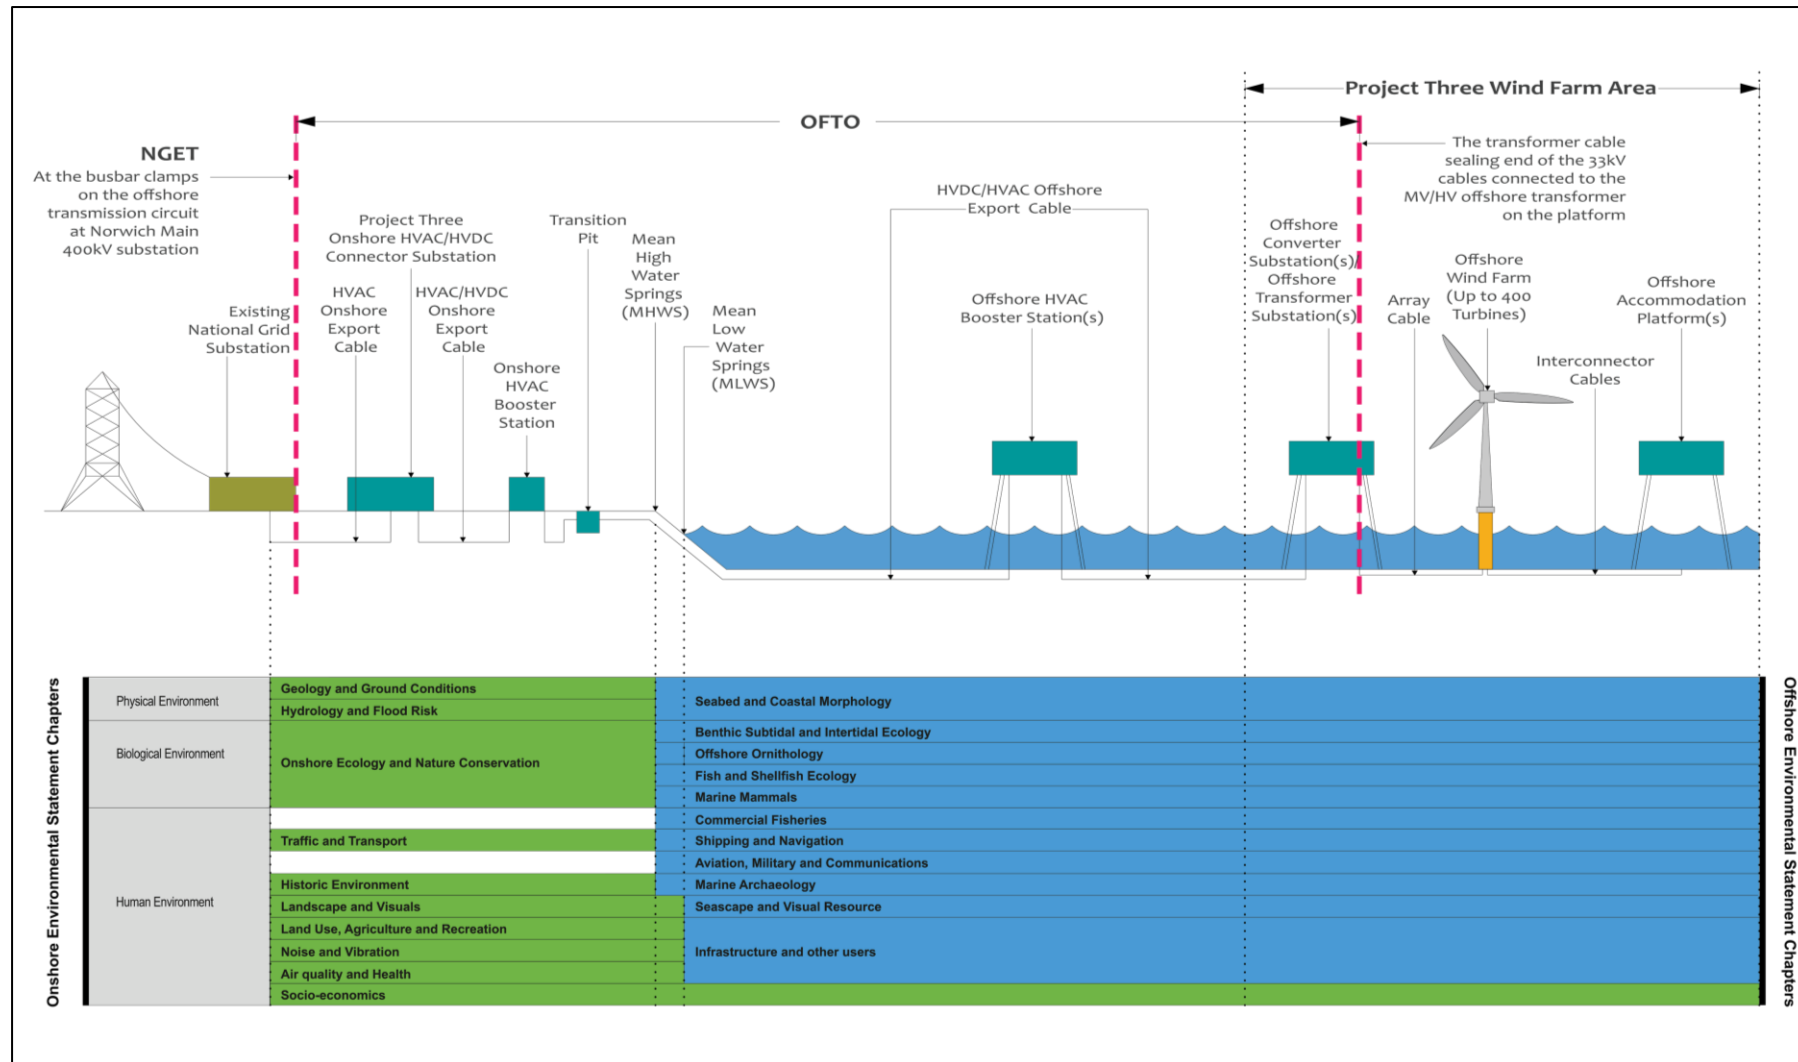 Project Three Wind Farm Area
OFTO
NGET
At the busbar clamps
on the offshore
transmission circuit
at Norwich Main
400kV substation
The transformer cable
sealing end of the 33kV
cables connected to the
MV/HV offshore transformer
on the platform
Existing
National Grid
Substation
Project Three
Onshore HVAC/HVDC
Connector Substation
HVAC
Onshore
Export
Cable
HVAC/HVDC
Onshore
Export
Cable
Onshore
HVAC
Booster
Station
Transition
Pit
Mean
High
Water
Springs
(MHWS)
Mean
Low
Water
Springs
(MLWS)
HVDC/HVAC Offshore
Export Cable
Offshore HVAC
Booster Station(s)
Offshore
Converter
Substation(s)/
Offshore
Transformer
Substation(s)
Array
Cable
Offshore
Wind Farm
(Up to 400
Turbines)
Interconnector
Cables
Offshore
Accommodation
Platform(s)
Onshore Environmental Statement Chapters
Physical Environment
Geology and Ground Conditions
Hydrology and Flood Risk
Seabed and Coastal Morphology
Biological Environment
Onshore Ecology and Nature Conservation
Benthic Subtidal and Intertidal Ecology
Offshore Ornithology
Fish and Shellfish Ecology
Marine Mammals
Human Environment
Commercial Fisheries
Traffic and Transport
Shipping and Navigation
Aviation, Military and Communications
Historic Environment
Marine Archaeology
Landscape and Visuals
Seascape and Visual Resource
Land Use, Agriculture and Recreation
Noise and Vibration
Infrastructure and other users
Air quality and Health
Socio-economics
Offshore Environmental Statement Chapters